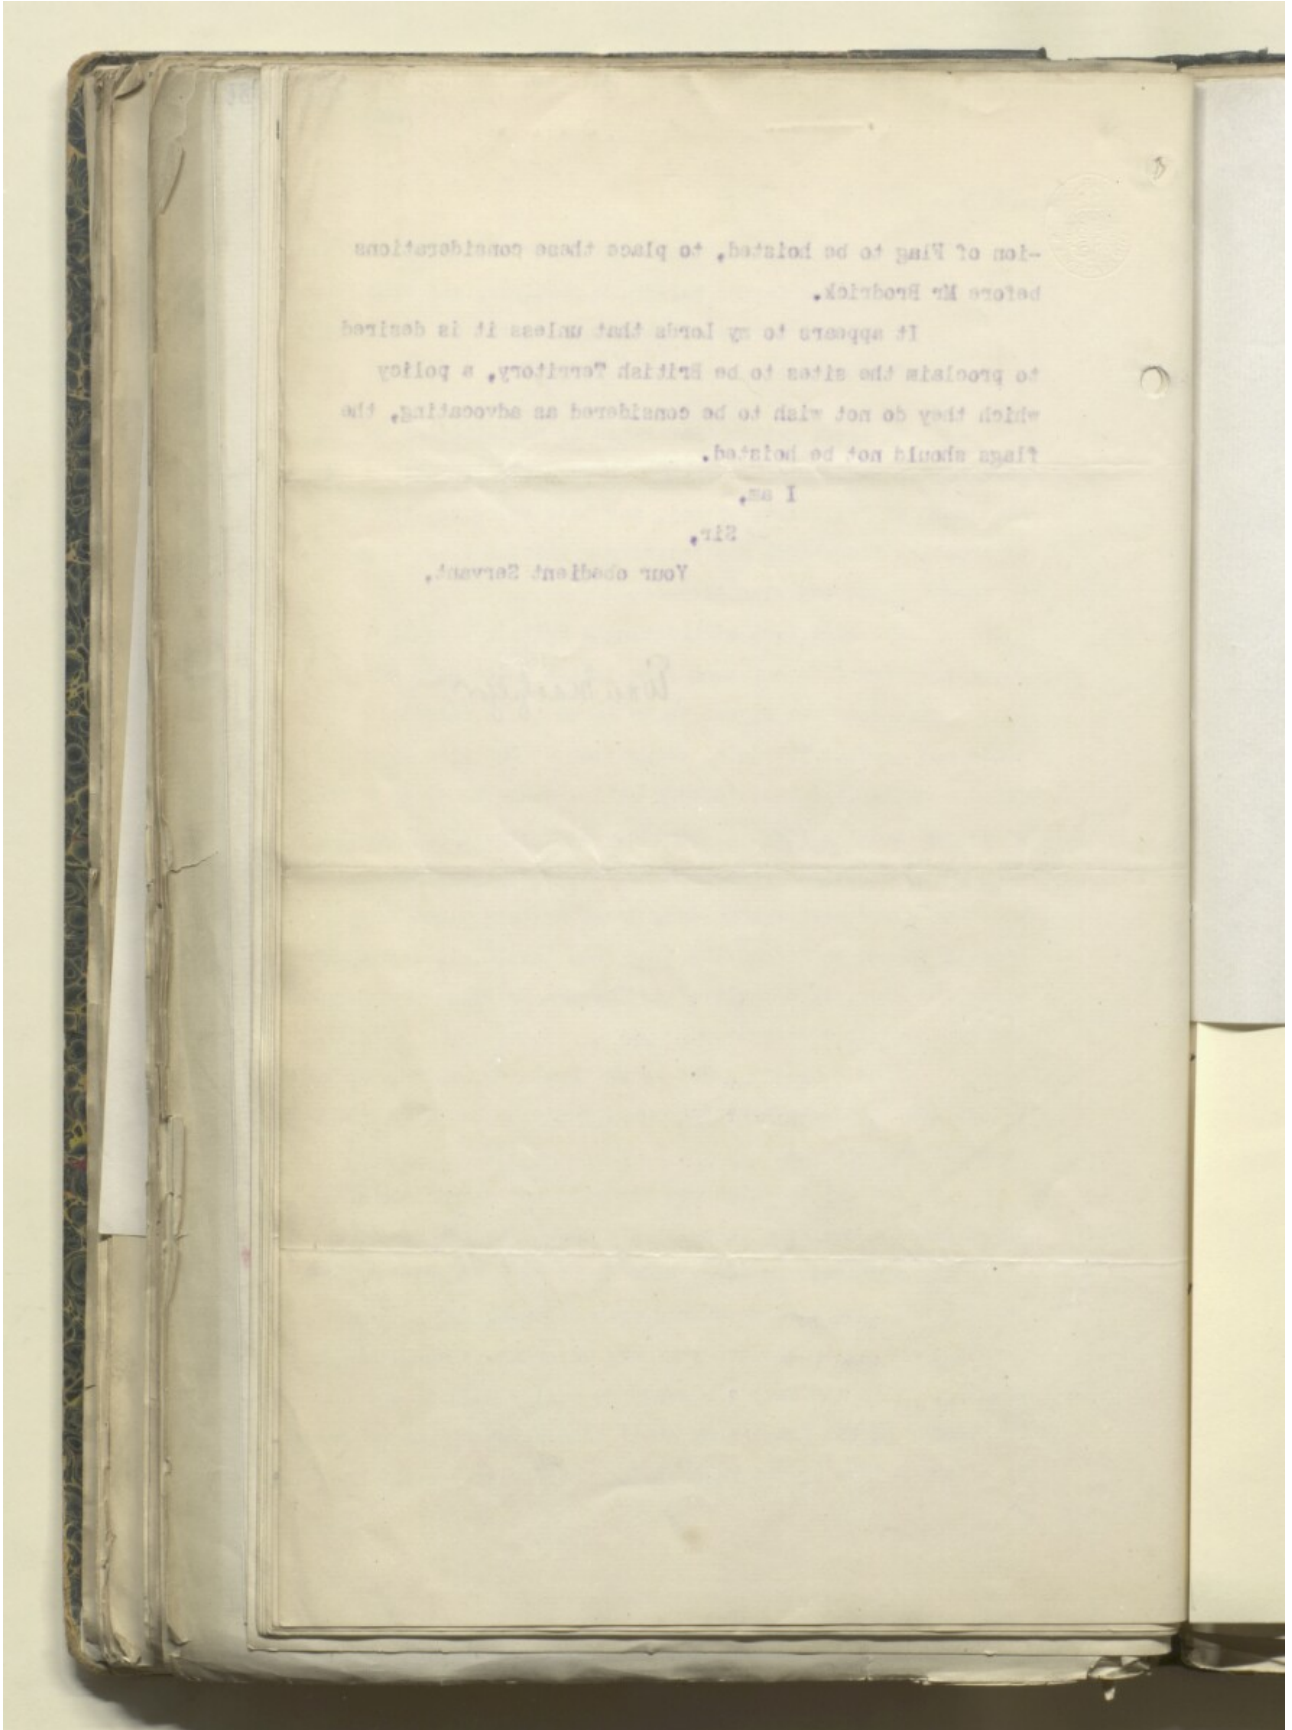 -ion of Flag to be hoisted, to place these considerations
before Mr Brodrick.
It appears to my Lords that unless it is desired
to proclaim the sites to be British Territory, a policy
which they do not wish to be considered as advocating, the
flags should not be hoisted.
I am,
Sir,
Your obedient Servant,